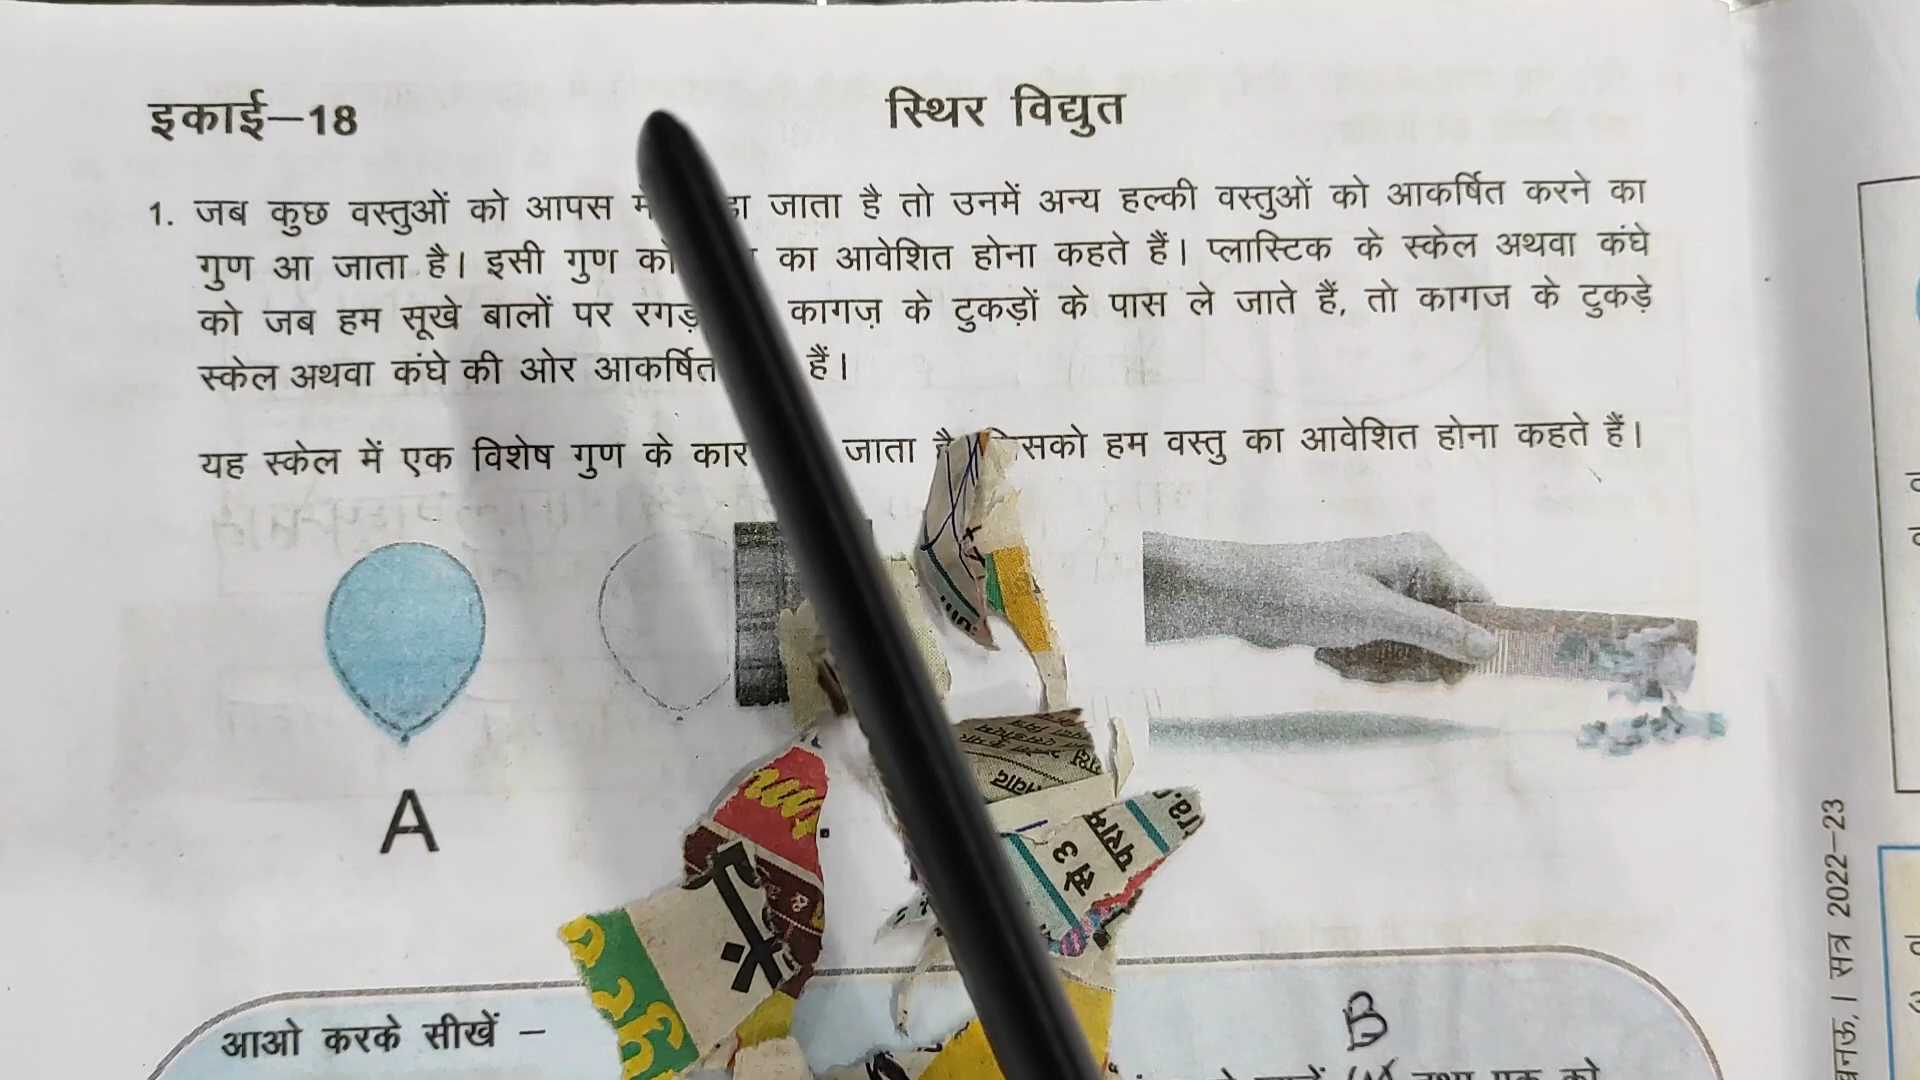 इकाई–18 स्थिर विद्युत
1. जब कुछ वस्तुओं को आपस जाता है तो उनमें अन्य हल्की वस्तुओं को आकर्षित करने का
गुण आ जाता है। इसी गुण को का आवेशित होना कहते हैं। प्लास्टिक के स्केल अथवा कंघे
को जब हम सूखे बालों पर रगड़ कागज़ के टुकड़ों के पास ले जाते हैं, तो कागज के टुकड़े
स्केल अथवा कंघे की ओर आकर्षित हैं।
यह स्केल में एक विशेष गुण के जाता है हम वस्तु का आवेशित होना कहते हैं।
A
से 3
B
आओ करके सीखें –
सत्र 2022–23